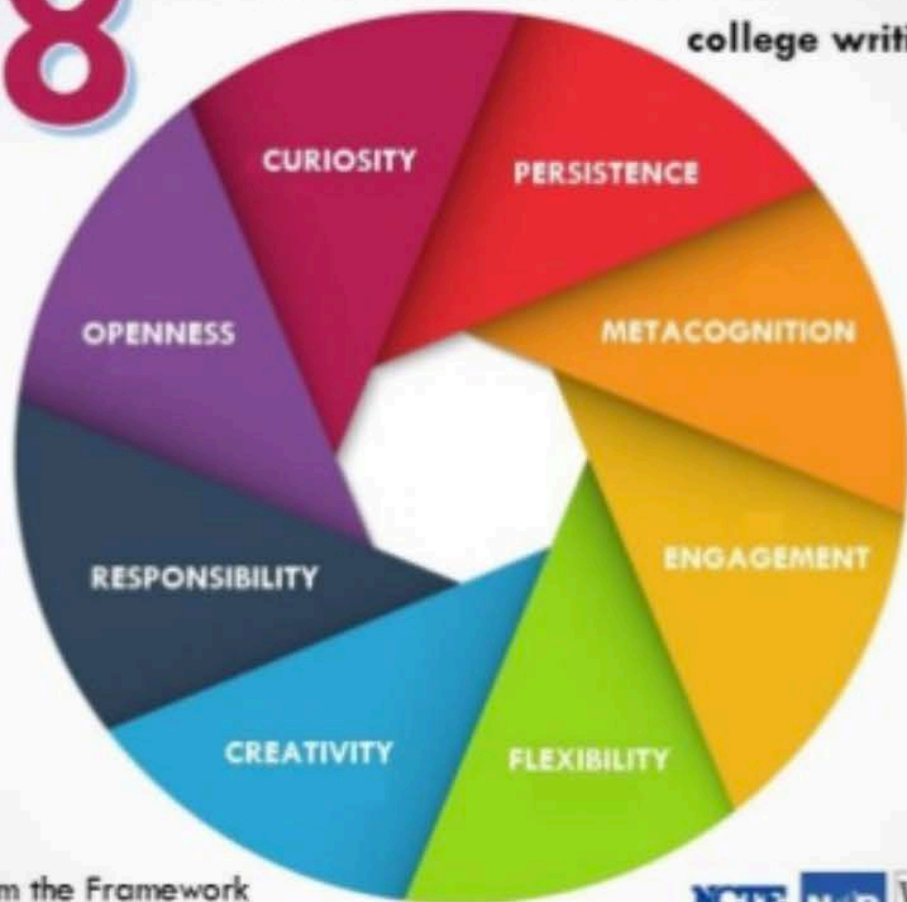 8
college writi
CURIOSITY
PERSISTENCE
OPENNESS
METACOGNITION
ENGAGEMENT
RESPONSIBILITY
CREATIVITY
FLEXIBILITY
m the Framework